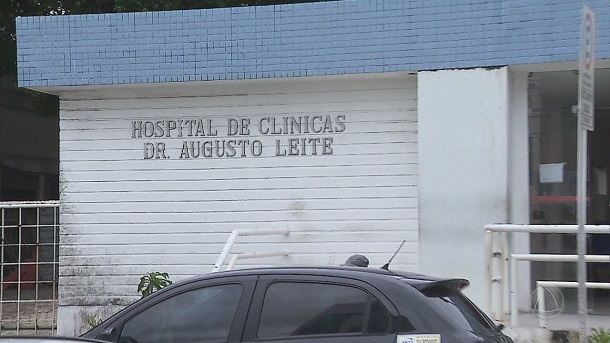 HOSPITAL DE CLINICAS
DR. AUGUSTO LEITE